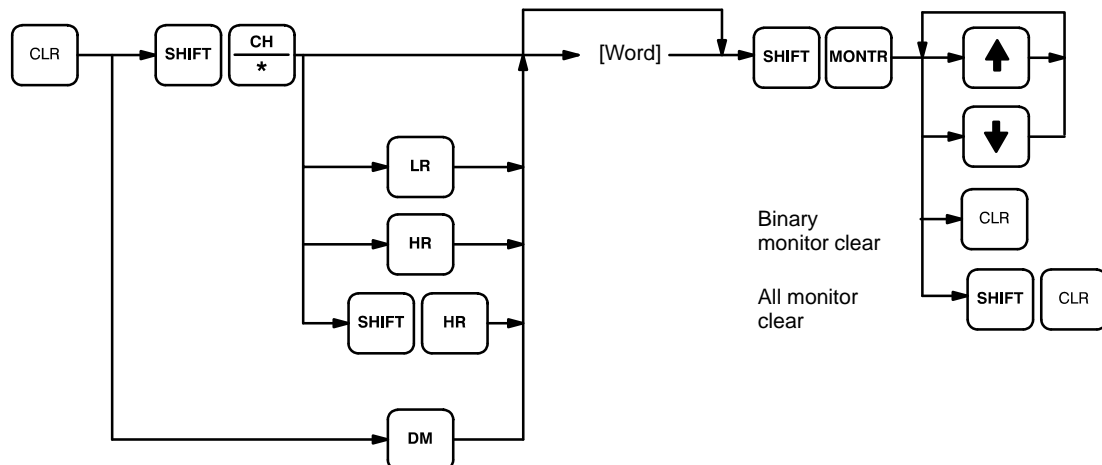 CLR
SHIFT
CH
*
[Word]
SHIFT
MONTR
LR
HR
SHIFT
HR
DM
Binary
monitor clear
CLR
All monitor
clear
SHIFT
CLR